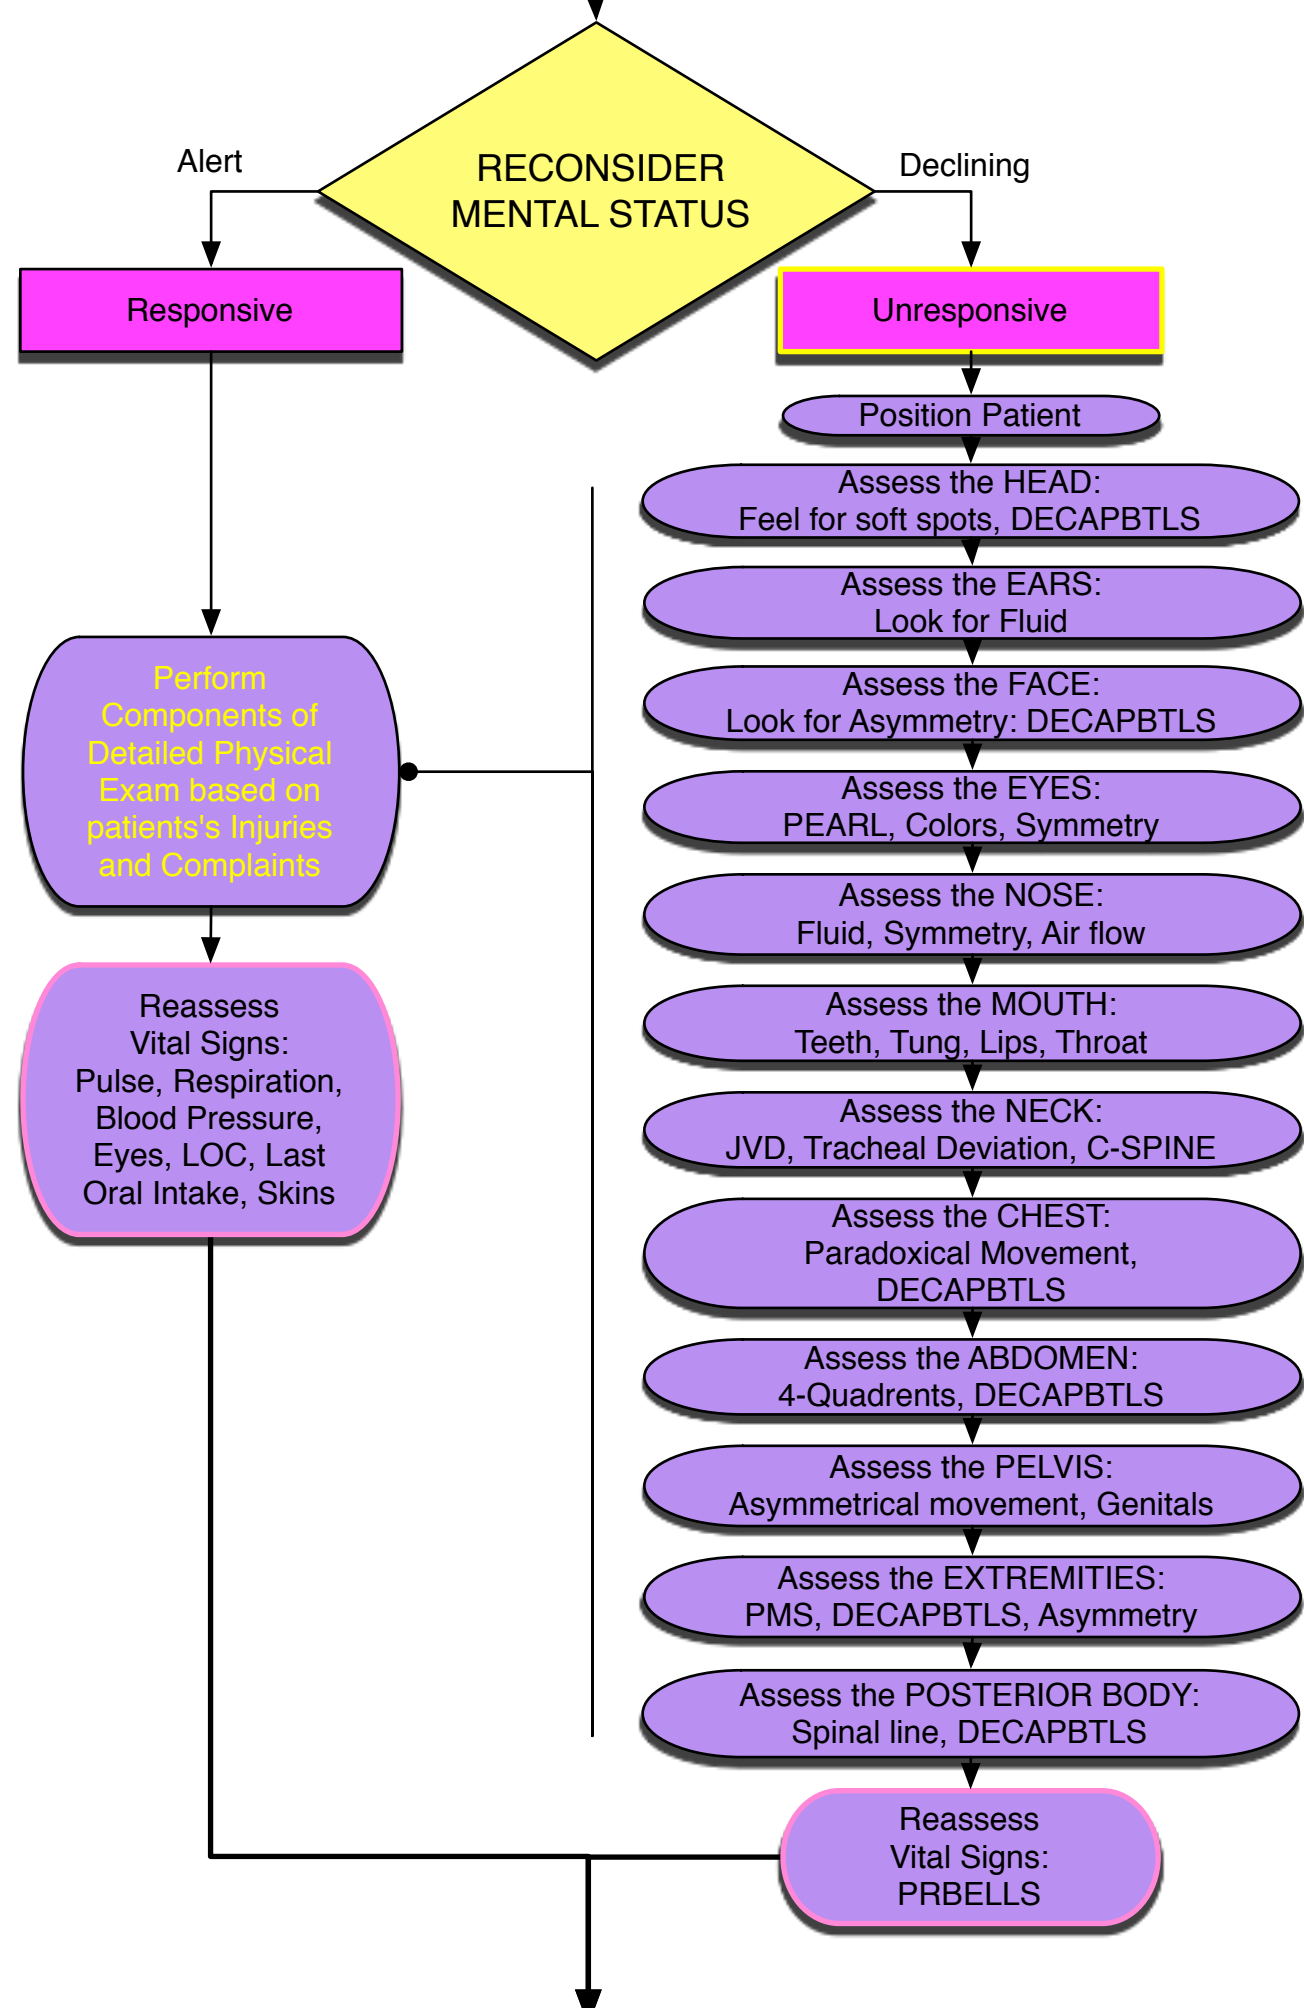 RECONSIDER
MENTAL STATUS
Alert
Declining
Responsive
Unresponsive
Perform
Components of
Detailed Physical
Exam based on
patients's Injuries
and Complaints
Reassess
Vital Signs:
Pulse, Respiration,
Blood Pressure,
Eyes, LOC, Last
Oral Intake, Skins
Position Patient
Assess the HEAD:
Feel for soft spots, DECAPBTLS
Assess the EARS:
Look for Fluid
Assess the FACE:
Look for Asymmetry: DECAPBTLS
Assess the EYES:
PEARL, Colors, Symmetry
Assess the NOSE:
Fluid, Symmetry, Air flow
Assess the MOUTH:
Teeth, Tung, Lips, Throat
Assess the NECK:
JVD, Tracheal Deviation, C-SPINE
Assess the CHEST:
Paradoxical Movement,
DECAPBTLS
Assess the ABDOMEN:
4-Quadrents, DECAPBTLS
Assess the PELVIS:
Asymmetrical movement, Genitals
Assess the EXTREMITIES:
PMS, DECAPBTLS, Asymmetry
Assess the POSTERIOR BODY:
Spinal line, DECAPBTLS
Reassess
Vital Signs:
PRBELLS